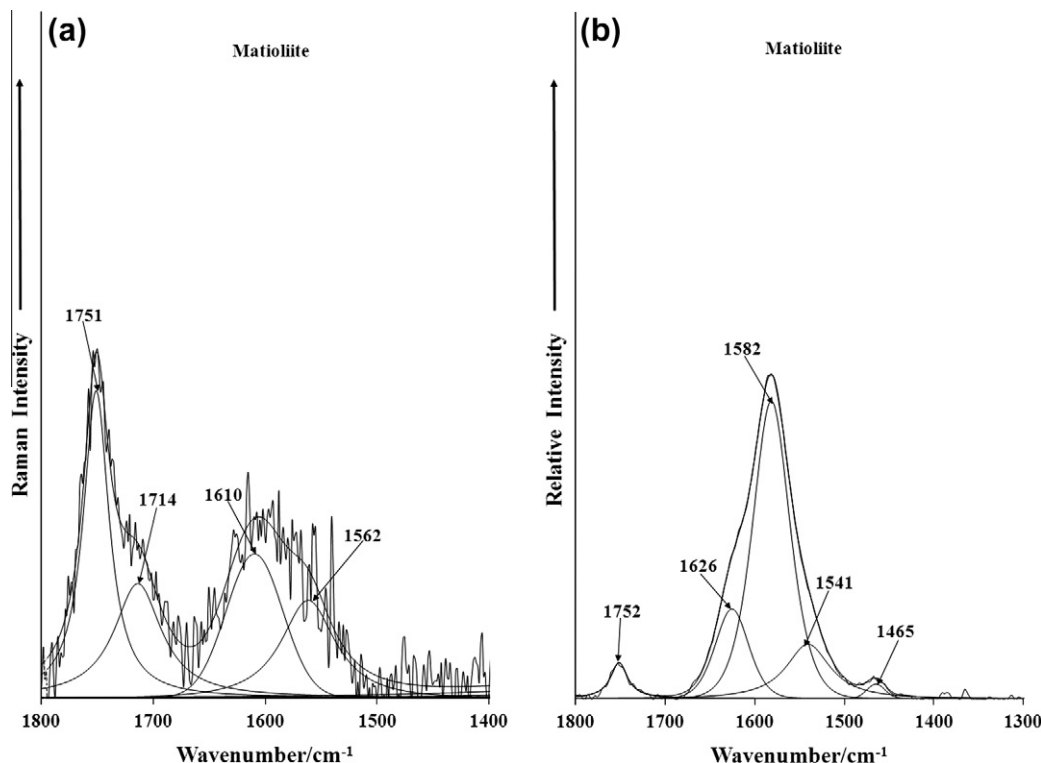 (a)
Matioliite
1751
1714
1610
1562
Raman Intensity
1800
1700
1600
1500
1400
Wavenumber/cm-1
(b)
Matioliite
1582
1626
1541
1752
1465
Relative Intensity
1800
1700
1600
1500
1400
1300
Wavenumber/cm-1